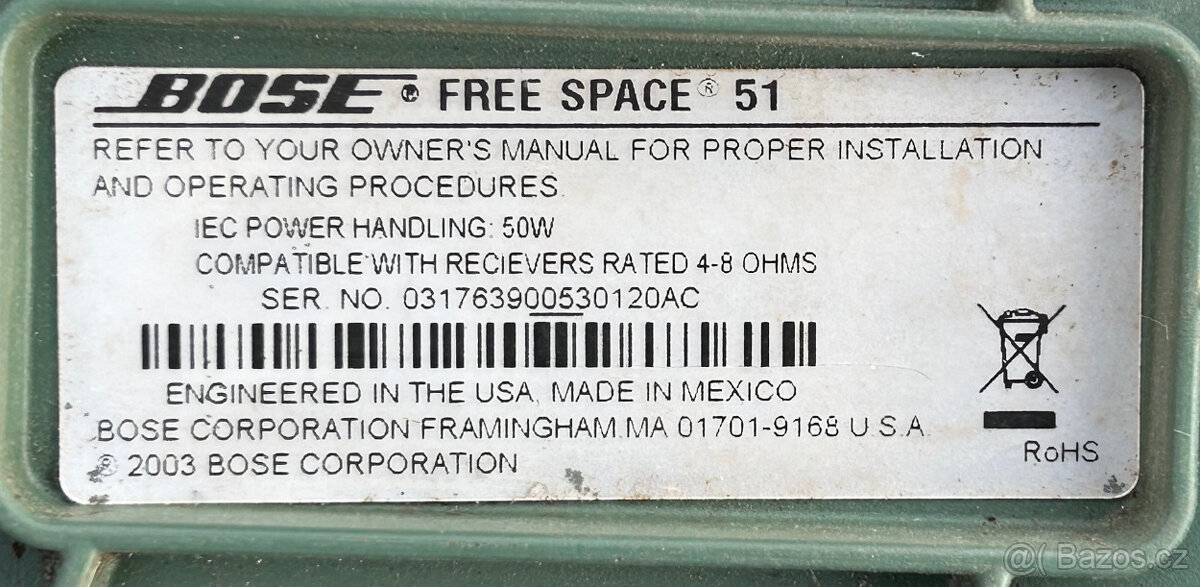 BOSE ® FREE SPACE® 51
REFER TO YOUR OWNER'S MANUAL FOR PROPER INSTALLATION
AND OPERATING PROCEDURES.
IEC POWER HANDLING: 50W
COMPATIBLE WITH RECIEVERS RATED 4-8 OHMS
SER. NO. 031763900530120AC
ENGINEERED IN THE USA, MADE IN MEXICO
BOSE CORPORATION FRAMINGHAM, MA 01701-9168 U.S.A.
© 2003 BOSE CORPORATION
RoHS
@( Bazos.cz